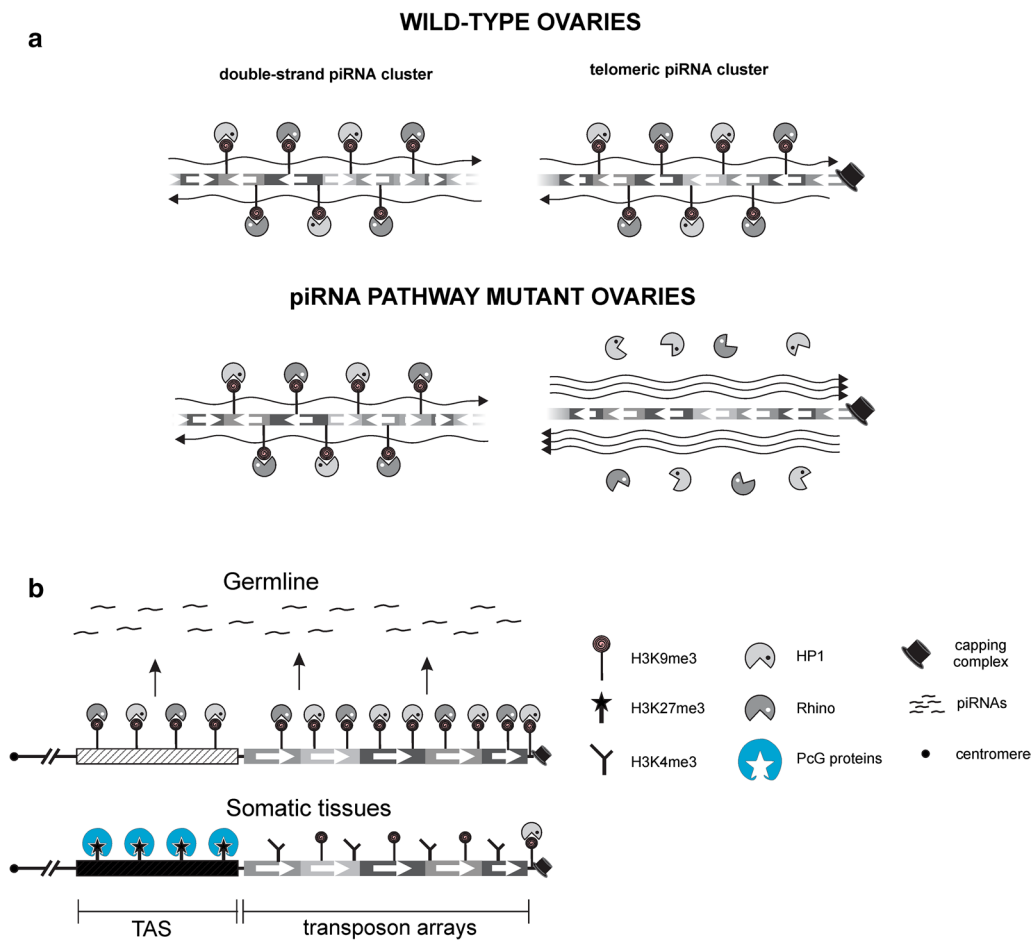 WILD-TYPE OVARIES
a
double-strand piRNA cluster
telomeric piRNA cluster
piRNA PATHWAY MUTANT OVARIES
b
Germline
H3K9me3
HP1
capping
complex
H3K27me3
Rhino
piRNAs
H3K4me3
PcG proteins
centromere
Somatic tissues
TAS
transposon arrays